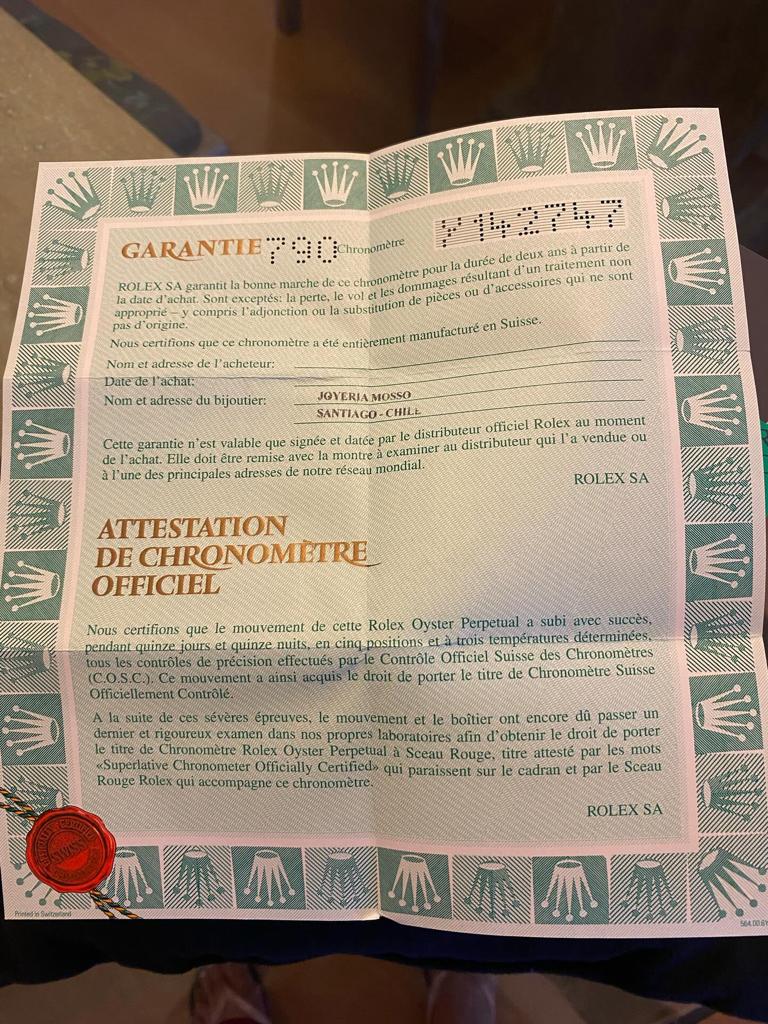 GARANTIE 790 Chronomètre Y142747
ROLEX SA garantit la bonne marche de ce chronomètre pour la durée de deux ans à partir de
la date d'achat. Sont exceptés: la perte, le vol et les dommages résultant d'un traitement non
approprié – y compris l'adjonction ou la substitution de pièces ou d'accessoires qui ne sont
pas d'origine.
Nous certifions que ce chronomètre a été entièrement manufacturé en Suisse.
Nom et adresse de l'acheteur:
Date de l'achat:
Nom et adresse du bijoutier: JOYERIA MOSSO
SANTIAGO - CHILE
Cette garantie n'est valable que signée et datée par le distributeur officiel Rolex au moment
de l'achat. Elle doit être remise avec la montre à examiner au distributeur qui l'a vendue ou
à l'une des principales adresses de notre réseau mondial.
ROLEX SA
ATTESTATION
DE CHRONOMÈTRE
OFFICIEL
Nous certifions que le mouvement de cette Rolex Oyster Perpetual a subi avec succès,
pendant quinze jours et quinze nuits, en cinq positions et à trois températures déterminées,
tous les contrôles de précision effectués par le Contrôle Officiel Suisse des Chronomètres
(C.O.S.C.). Ce mouvement a ainsi acquis le droit de porter le titre de Chronomètre Suisse
Officiellement Contrôlé.
A la suite de ces sévères épreuves, le mouvement et le boîtier ont encore dû passer un
dernier et rigoureux examen dans nos propres laboratoires afin d'obtenir le droit de porter
le titre de Chronomètre Rolex Oyster Perpetual à Sceau Rouge, titre attesté par les mots
«Superlative Chronometer Officially Certified» qui paraissent sur le cadran et par le Sceau
Rouge Rolex qui accompagne ce chronomètre.
ROLEX SA
SWISS
Printed in Switzerland